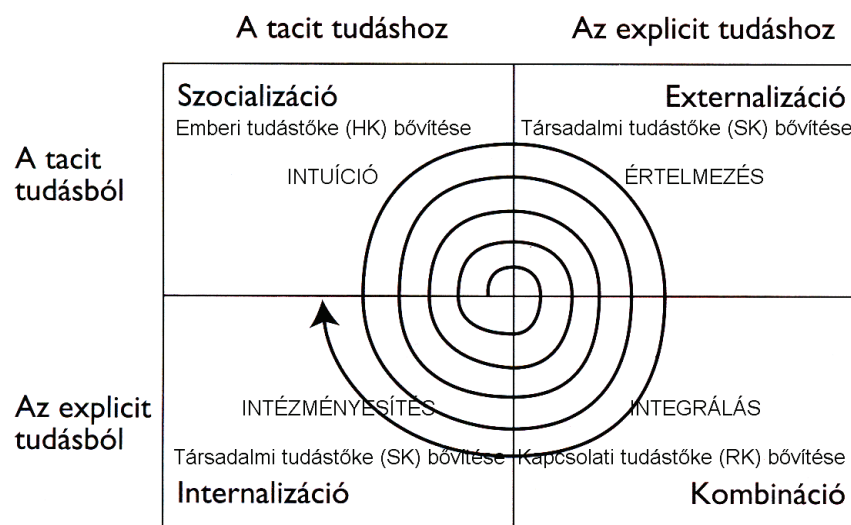 A tacit tudáshoz
Az explicit tudáshoz
A tacit
tudásból
Szocializáció
Emberi tudástőke (HK) bővítése
INTUÍCIÓ
Externalizáció
Társadalmi tudástőke (SK) bővítése
ÉRTELMEZÉS
Az explicit
tudásból
INTÉZMÉNYESÍTÉS
Társadalmi tudástőke (SK) bővítése
Internalizáció
INTEGRÁLÁS
Kapcsolati tudástőke (RK) bővítése
Kombináció